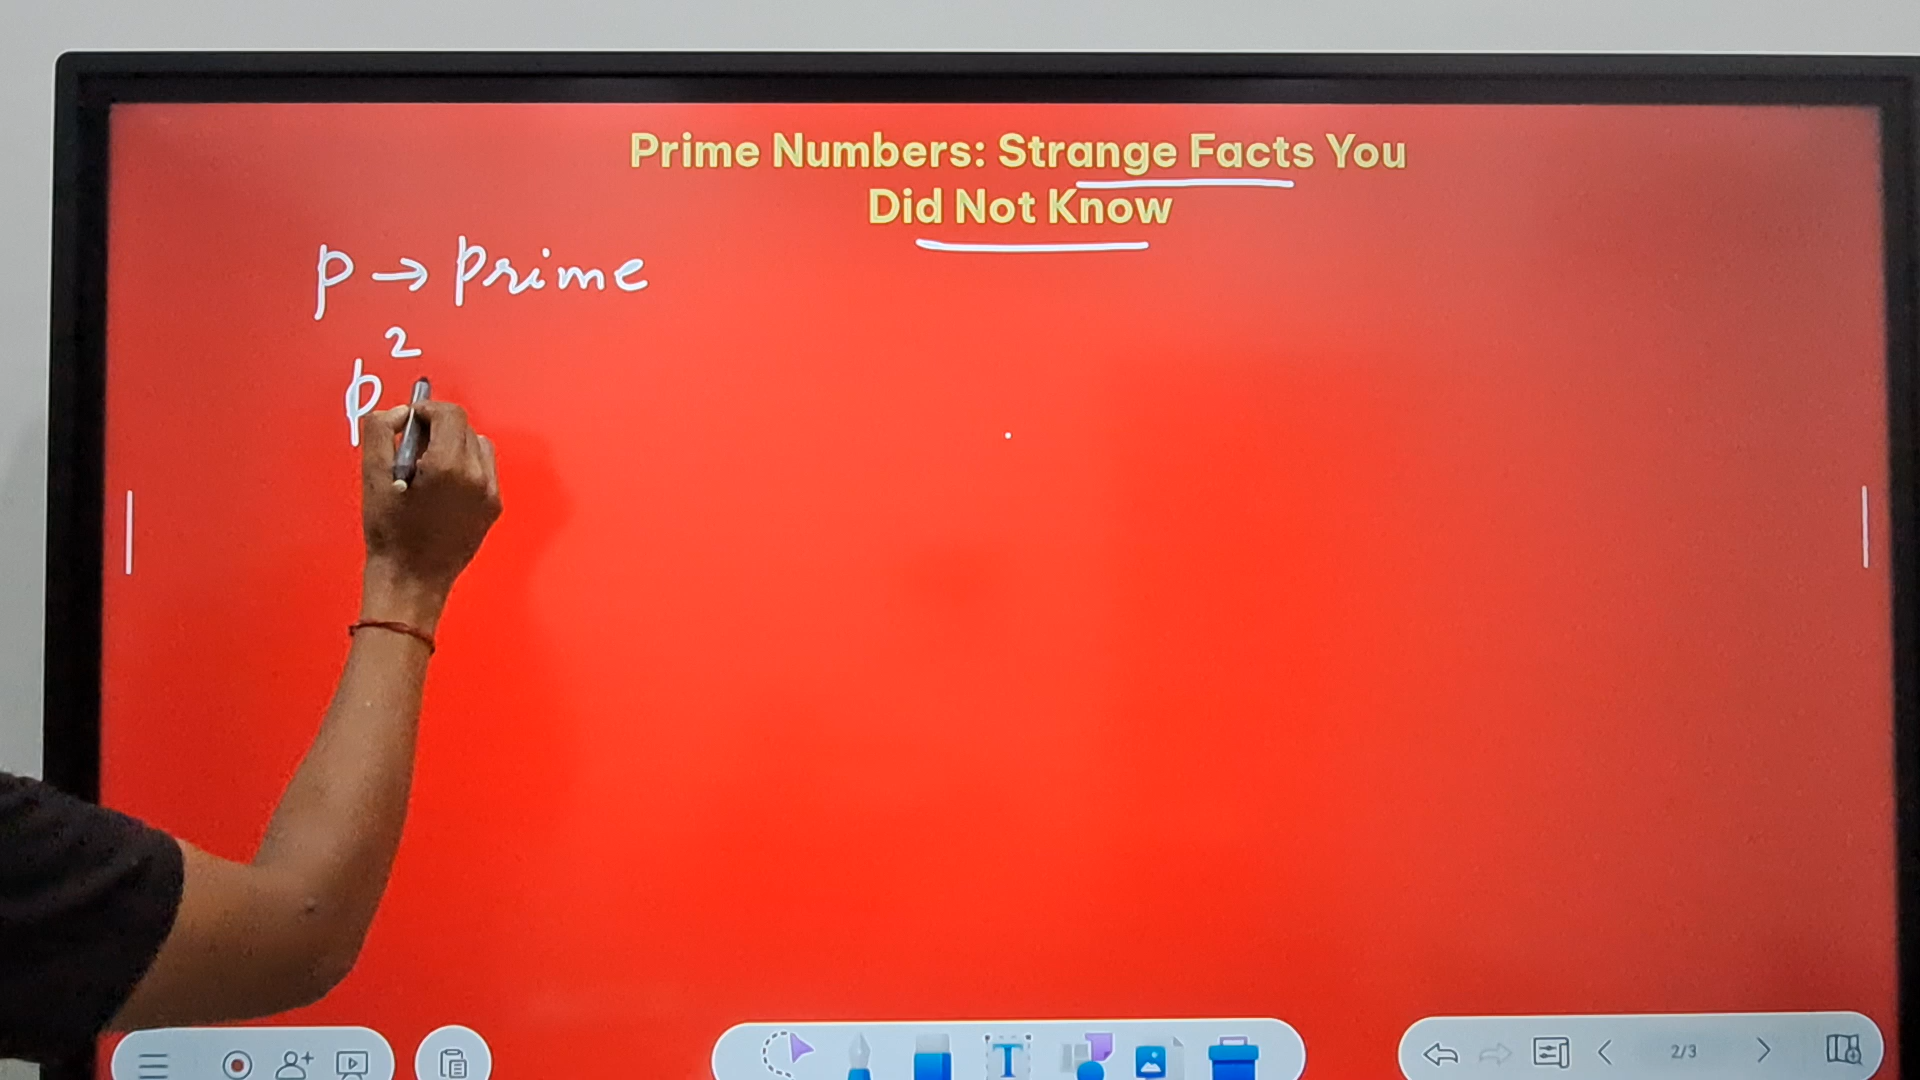 Prime Numbers: Strange Facts You
Did Not Know
p → prime
p²
T
2/3